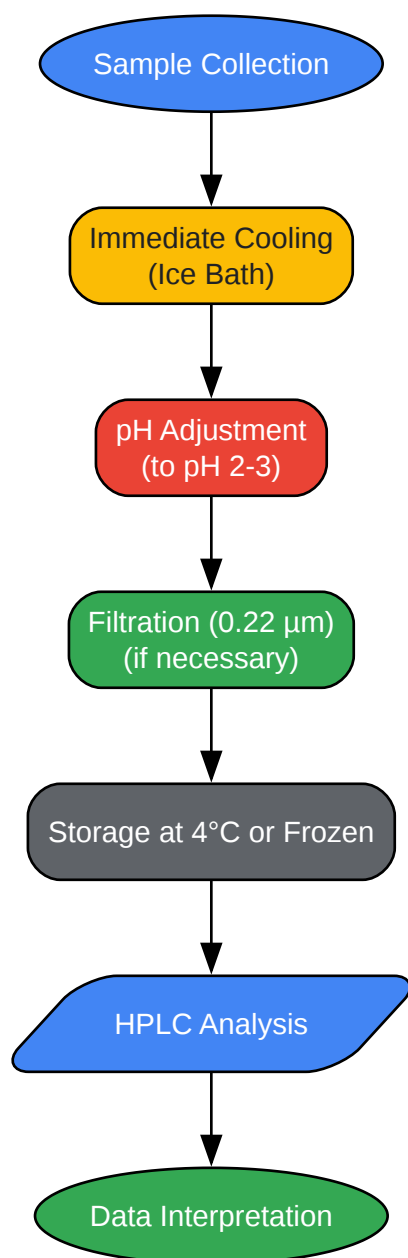 Sample Collection
Immediate Cooling
(Ice Bath)
pH Adjustment
(to pH 2-3)
Filtration (0.22 µm)
(if necessary)
Storage at 4°C or Frozen
HPLC Analysis
Data Interpretation